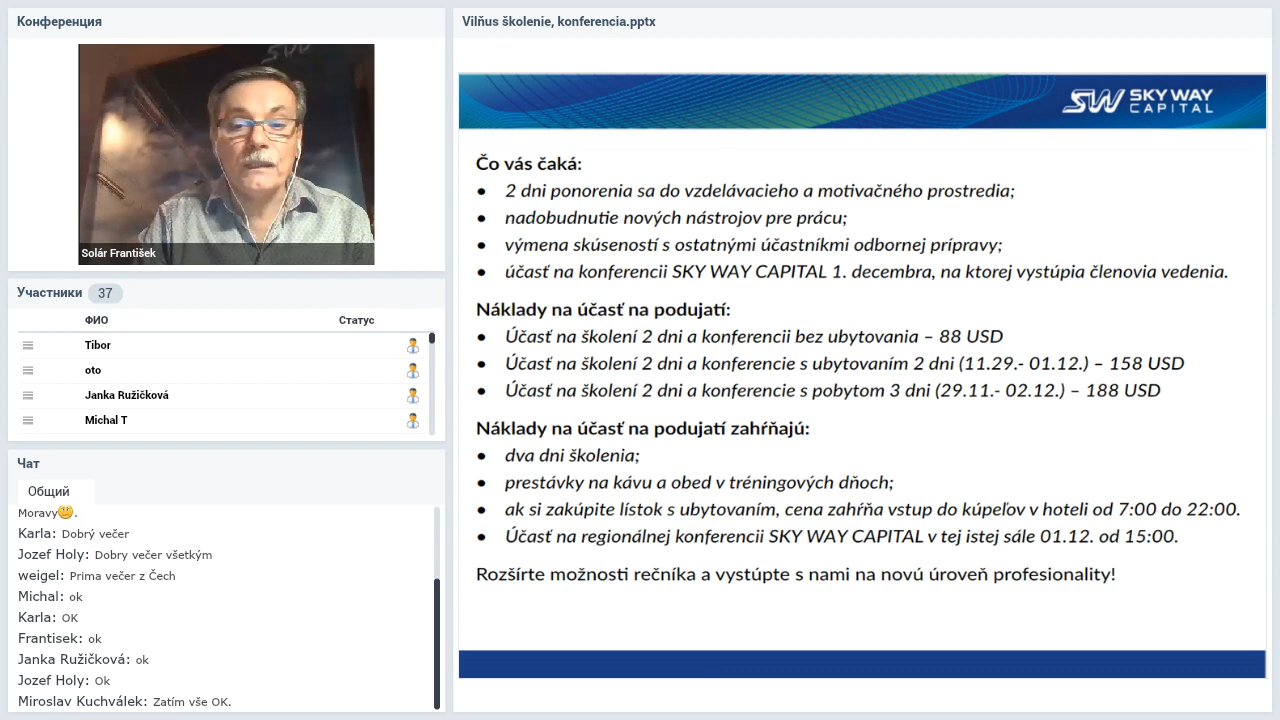 Конференция
SW
Solár František
Участники 37
ФИО Статус
Tibor
oto
Janka Ružičková
Michal T
Чат
Общий
Moravy.
Karla: Dobrý večer
Jozef Holy: Dobry večer všetkým
weigel: Prima večer z Čech
Michal: ok
Karla: OK
Frantisek: ok
Janka Ružičková: ok
Jozef Holy: Ok
Miroslav Kuchválek: Zatím vše OK.
Vilňus školenie, konferencia.pptx
SW SKY WAY
CAPITAL
Čo vás čaká:
• 2 dni ponorenia sa do vzdelávacieho a motivačného prostredia;
• nadobudnutie nových nástrojov pre prácu;
• výmena skúseností s ostatnými účastníkmi odbornej prípravy;
• účasť na konferencii SKY WAY CAPITAL 1. decembra, na ktorej vystúpia členovia vedenia.
Náklady na účasť na podujatí:
• Účasť na školení 2 dni a konferencii bez ubytovania – 88 USD
• Účasť na školení 2 dni a konferencie s ubytovaním 2 dni (11.29.- 01.12.) – 158 USD
• Účasť na školení 2 dni a konferencie s pobytom 3 dni (29.11.- 02.12.) – 188 USD
Náklady na účasť na podujatí zahŕňajú:
• dva dni školenia;
• prestávky na kávu a obed v tréningových dňoch;
• ak si zakúpite lístok s ubytovaním, cena zahŕňa vstup do kúpeľov v hoteli od 7:00 do 22:00.
• Účasť na regionálnej konferencii SKY WAY CAPITAL v tej istej sále 01.12. od 15:00.
Rozšírte možnosti rečníka a vystúpte s nami na novú úroveň profesionality!